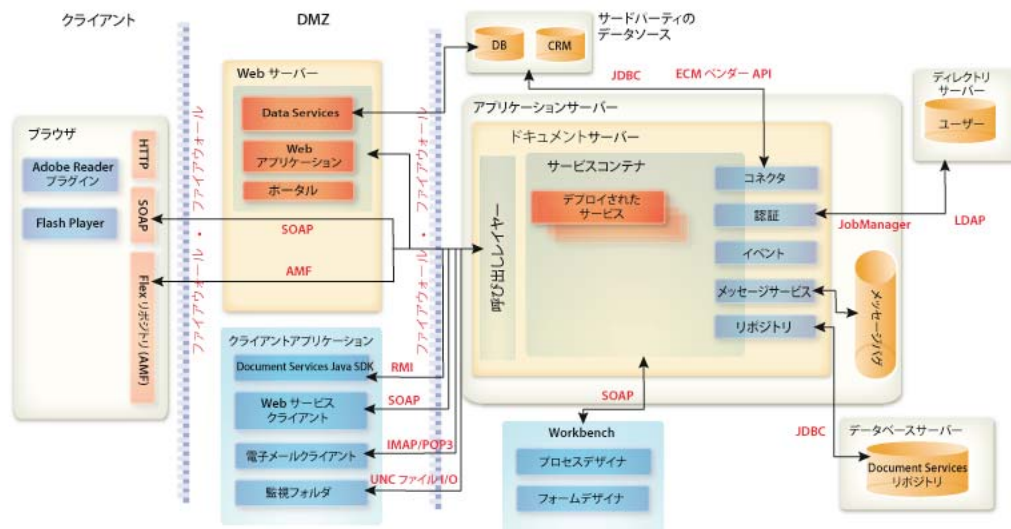 クライアント
DMZ
サードパーティの
データソース
DB
CRM
Web サーバー
Data Services
Web
アプリケーション
ポータル
JDBC
ECM ベンダー API
ディレクトリ
サーバー
ユーザー
アプリケーションサーバー
ドキュメントサーバー
サービスコンテナ
デプロイされた
サービス
呼び出しレイヤー
コネクタ
認証
イベント
メッセージサービス
リポジトリ
JobManager
LDAP
メッセージバグ
ブラウザ
Adobe Reader
プラグイン
Flash Player
HTTP
SOAP
Flex リポジトリ (AMF)
ファイアウォール ・ ファイアウォール
ファイアウォール ・ ファイアウォール
SOAP
AMF
クライアントアプリケーション
Document Services Java SDK
RMI
Web サービス
クライアント
SOAP
電子メールクライアント
IMAP/POP3
監視フォルダ
UNC ファイル I/O
SOAP
Workbench
プロセスデザイナ
フォームデザイナ
JDBC
データベースサーバー
Document Services
リポジトリ